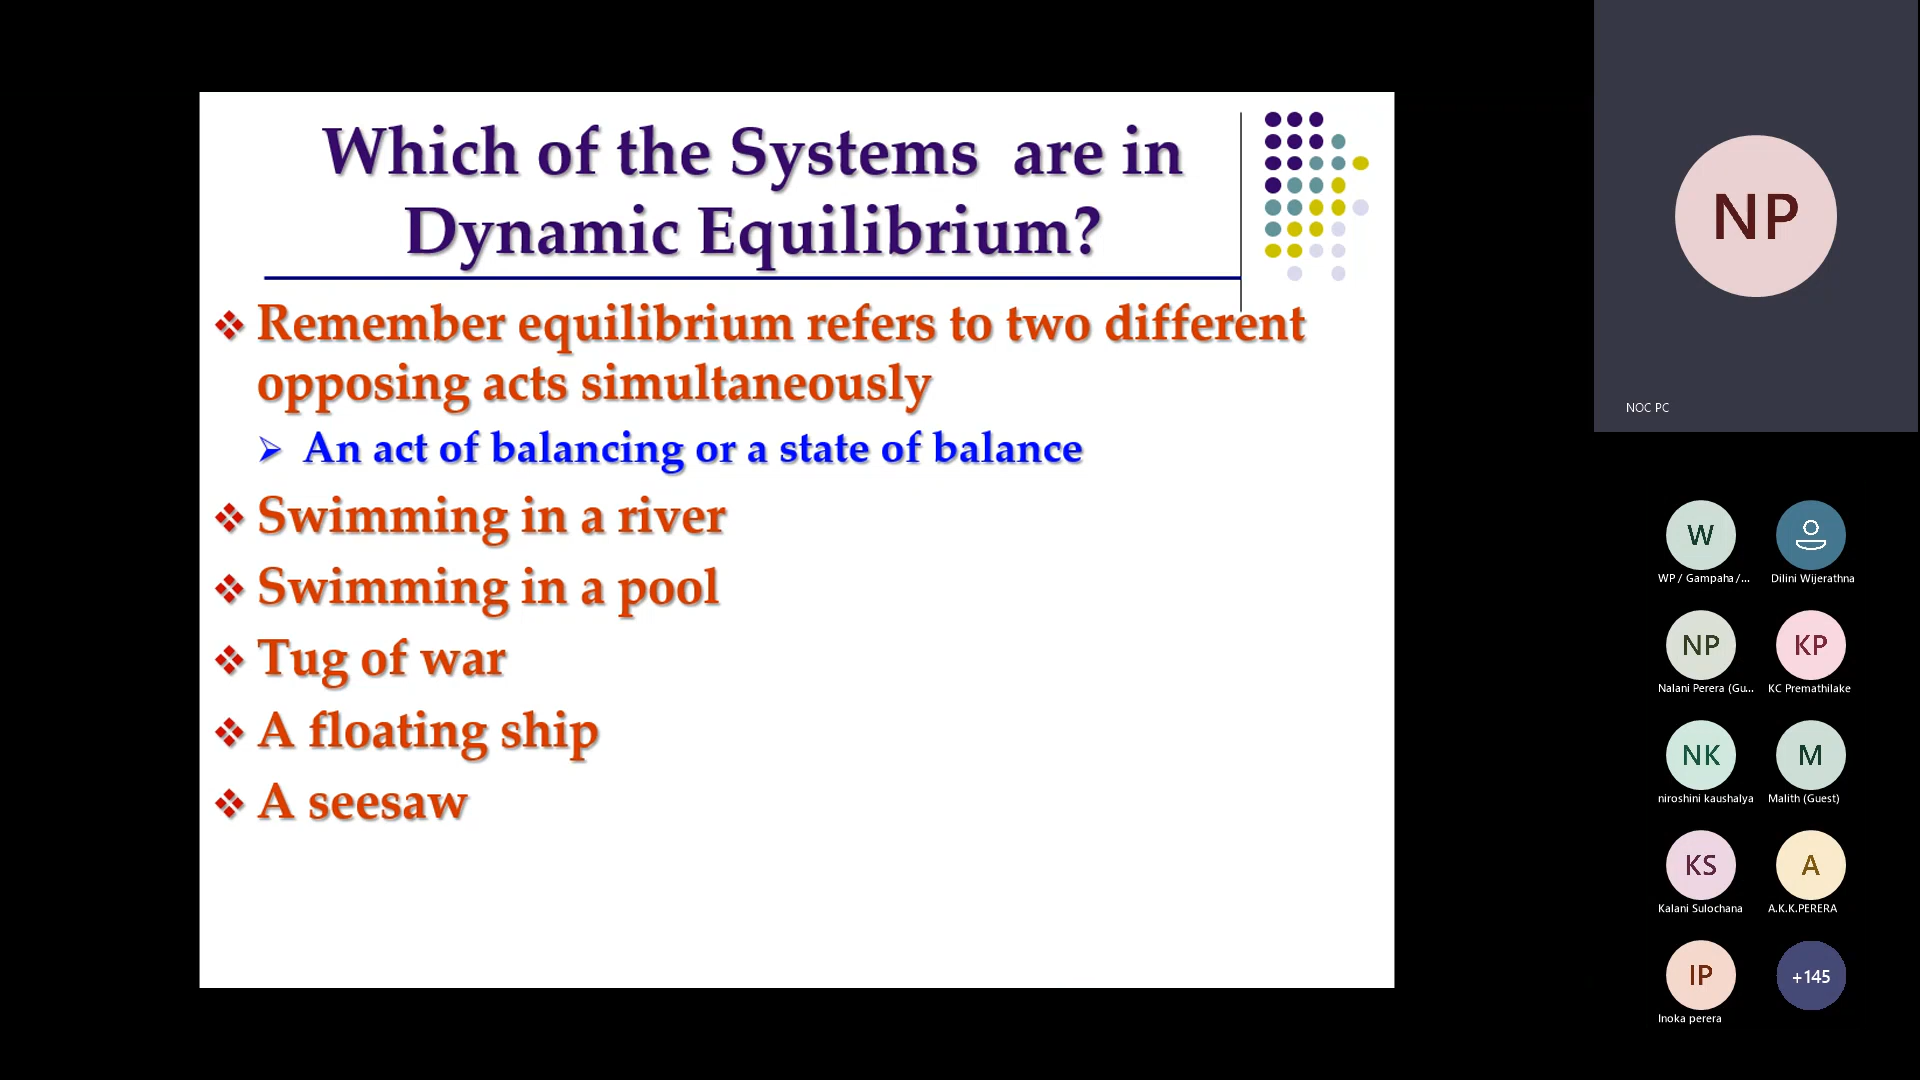 Which of the Systems are in
Dynamic Equilibrium?
Remember equilibrium refers to two different
opposing acts simultaneously
An act of balancing or a state of balance
Swimming in a river
Swimming in a pool
Tug of war
A floating ship
A seesaw
NP
NOC PC
W
WP / Gampaha /...
Dilini Wijerathna
NP
Nalani Perera (Gu...
KP
KC Premathilake
NK
niroshini kaushalya
M
Malith (Guest)
KS
Kalani Sulochana
A
A.K.K.PERERA
IP
Inoka perera
+145